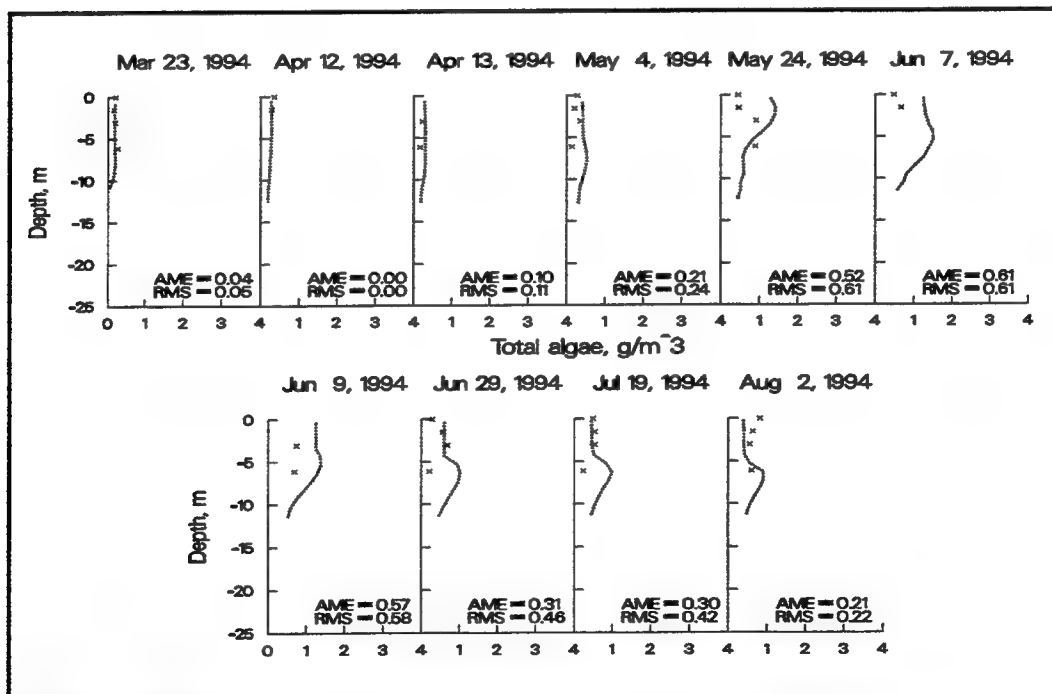 Mar 23, 1994 Apr 12, 1994 Apr 13, 1994 May 4, 1994 May 24, 1994 Jun 7, 1994
Depth, m
0
-5
-10
-15
-20
-25
AME = 0.04 AME = 0.00 AME = 0.10 AME = 0.21 AME = 0.52 AME = 0.61
RMS = 0.05 RMS = 0.00 RMS = 0.11 RMS = 0.24 RMS = 0.61 RMS = 0.61
0 1 2 3 4 1 2 3 4 1 2 3 4 1 2 3 4 1 2 3 4 1 2 3 4
Total algae, g/m^3
Jun 9, 1994 Jun 29, 1994 Jul 19, 1994 Aug 2, 1994
Depth, m
0
-5
-10
-15
-20
-25
AME = 0.57 AME = 0.31 AME = 0.30 AME = 0.21
RMS = 0.58 RMS = 0.46 RMS = 0.42 RMS = 0.22
0 1 2 3 4 1 2 3 4 1 2 3 4 1 2 3 4